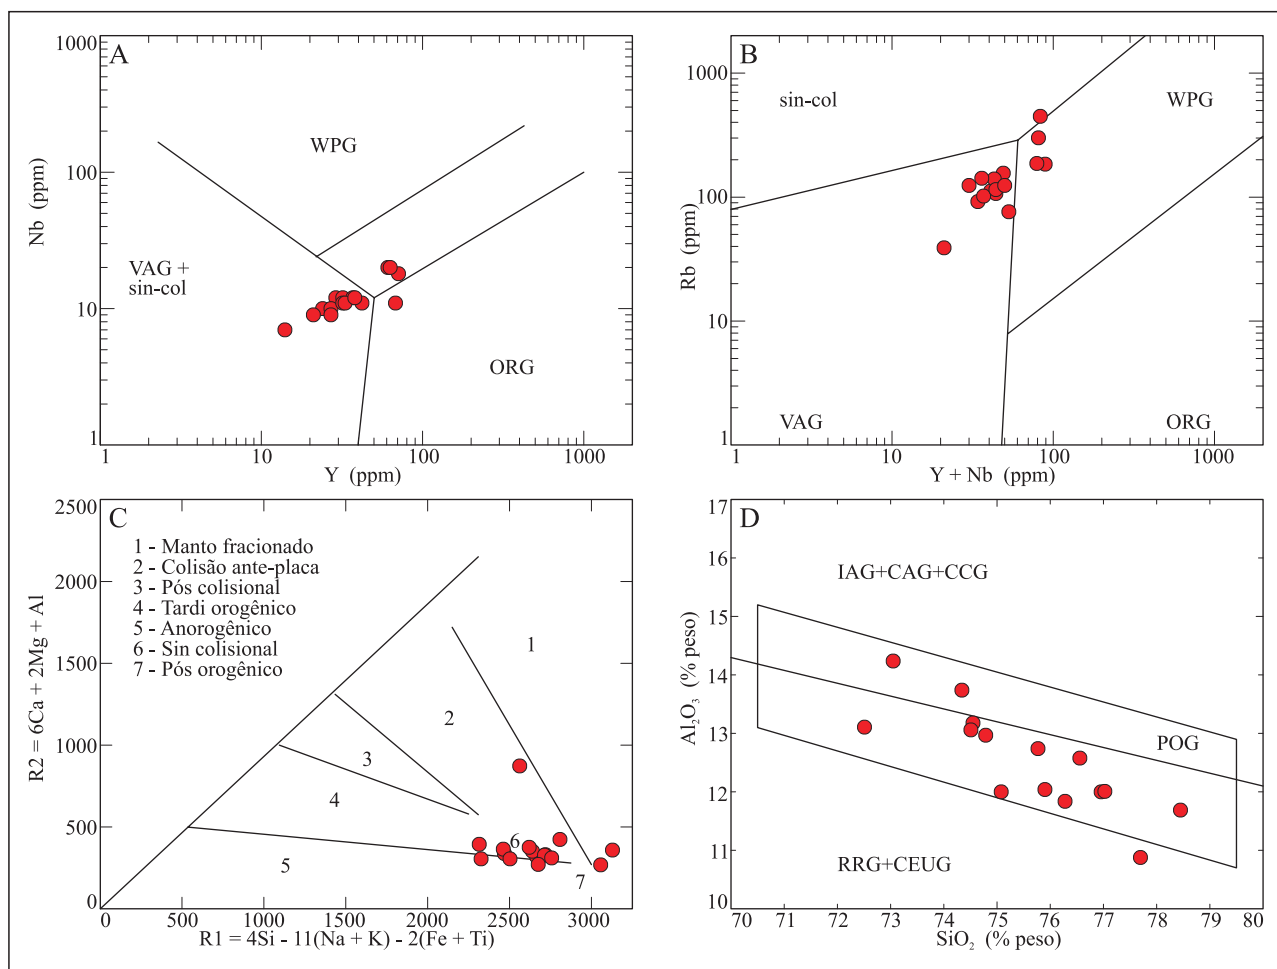 A
1000
100
10
1
Nb (ppm)
WPG
VAG +
sin-col
ORG
1 10 100 1000
Y (ppm)
B
1000
100
10
1
Rb (ppm)
sin-col
WPG
VAG
ORG
1 10 100 1000
Y + Nb (ppm)
C
2500
2000
1500
1000
500
0
R2 = 6Ca + 2Mg + Al
1 - Manto fracionado
2 - Colisão ante-placa
3 - Pós colisional
4 - Tardi orogênico
5 - Anorogênico
6 - Sin colisional
7 - Pós orogênico
1
2
3
4
5
6
7
0 500 1000 1500 2000 2500 3000
R1 = 4Si - 11(Na + K) - 2(Fe + Ti)
D
17
16
15
14
13
12
11
10
Al₂O₃ (% peso)
IAG+CAG+CCG
POG
RRG+CEUG
70 71 72 73 74 75 76 77 78 79 80
SiO₂ (% peso)